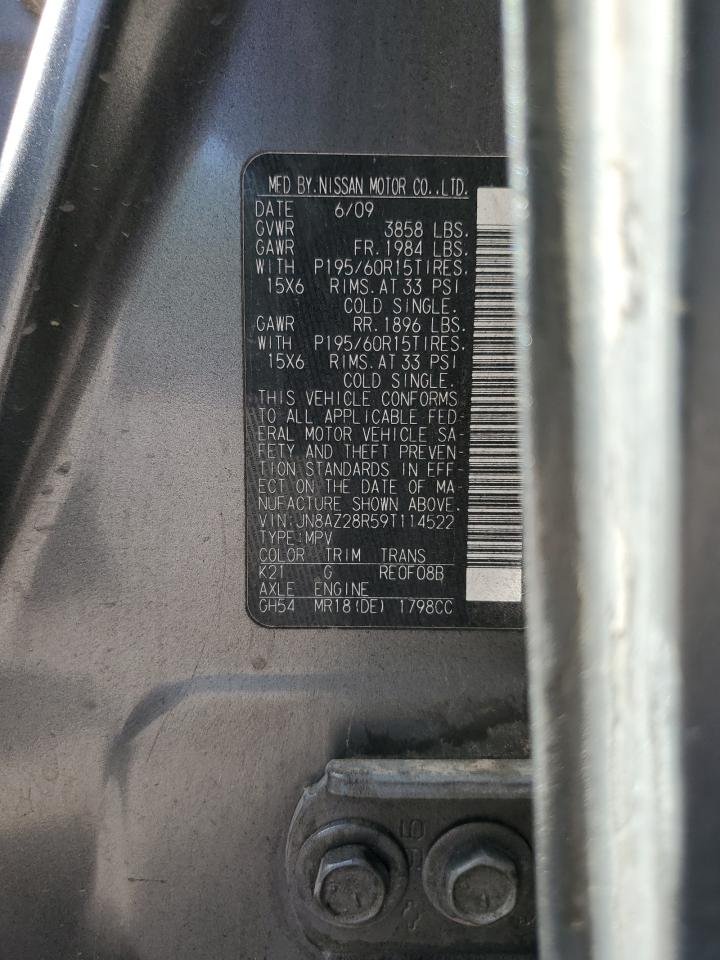 MFD BY.NISSAN MOTOR CO.,LTD.
DATE 6/09
GVWR 3858 LBS.
GAWR FR.1984 LBS.
WITH P195/60R15TIRES.
15X6 RIMS.AT 33 PSI
COLD SINGLE.
GAWR RR.1896 LBS.
WITH P195/60R15TIRES.
15X6 RIMS.AT 33 PSI
COLD SINGLE.
THIS VEHICLE CONFORMS
TO ALL APPLICABLE FED-
ERAL MOTOR VEHICLE SA-
FETY AND THEFT PREVEN-
TION STANDARDS IN EFF-
ECT ON THE DATE OF MA-
NUFACTURE SHOWN ABOVE.
VIN:JN8AZ28R59T114522
TYPE:MPV
COLOR TRIM TRANS
K21 G RE0F08B
AXLE ENGINE
GH54 MR18(DE) 1798CC